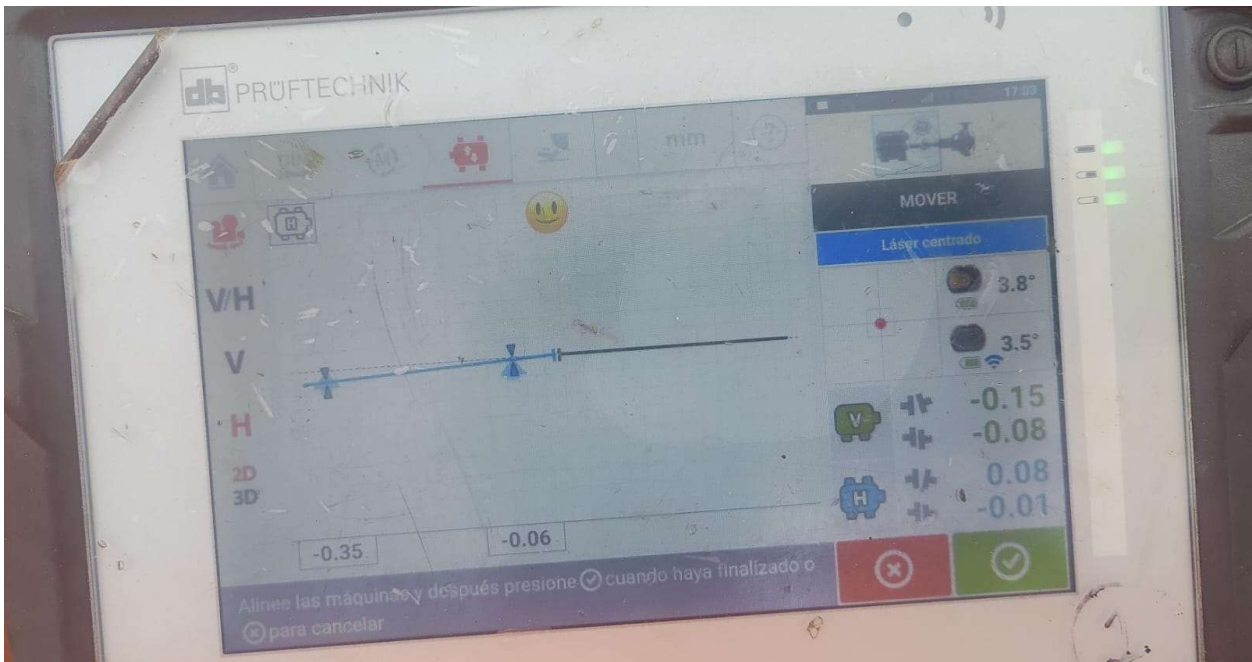 db® PRÜFTECHNIK
17:03
mm
MOVER
Láser centrado
H
3.8°
3.5°
V/H
V
H
2D
3D
V
-0.15
-0.08
H
0.08
-0.01
-0.35
-0.06
Alinee las máquinas y después presione cuando haya finalizado o
para cancelar